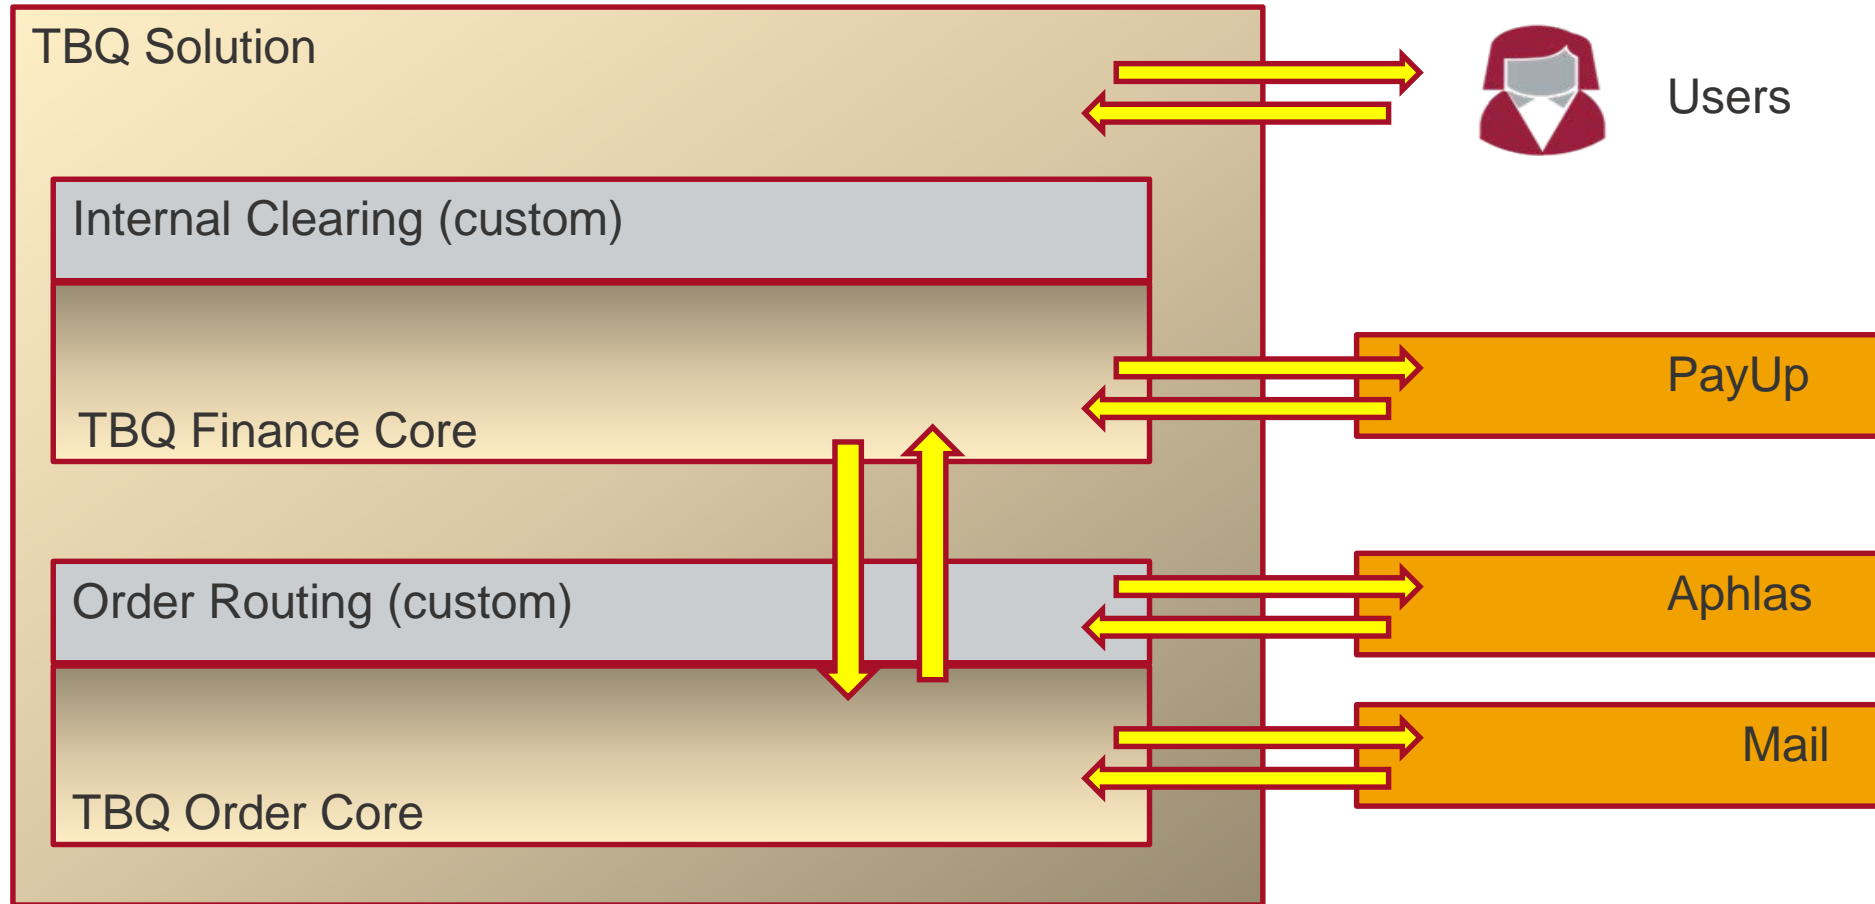 TBQ Solution
Users
Internal Clearing (custom)
PayUp
TBQ Finance Core
Order Routing (custom)
Aphlas
Mail
TBQ Order Core